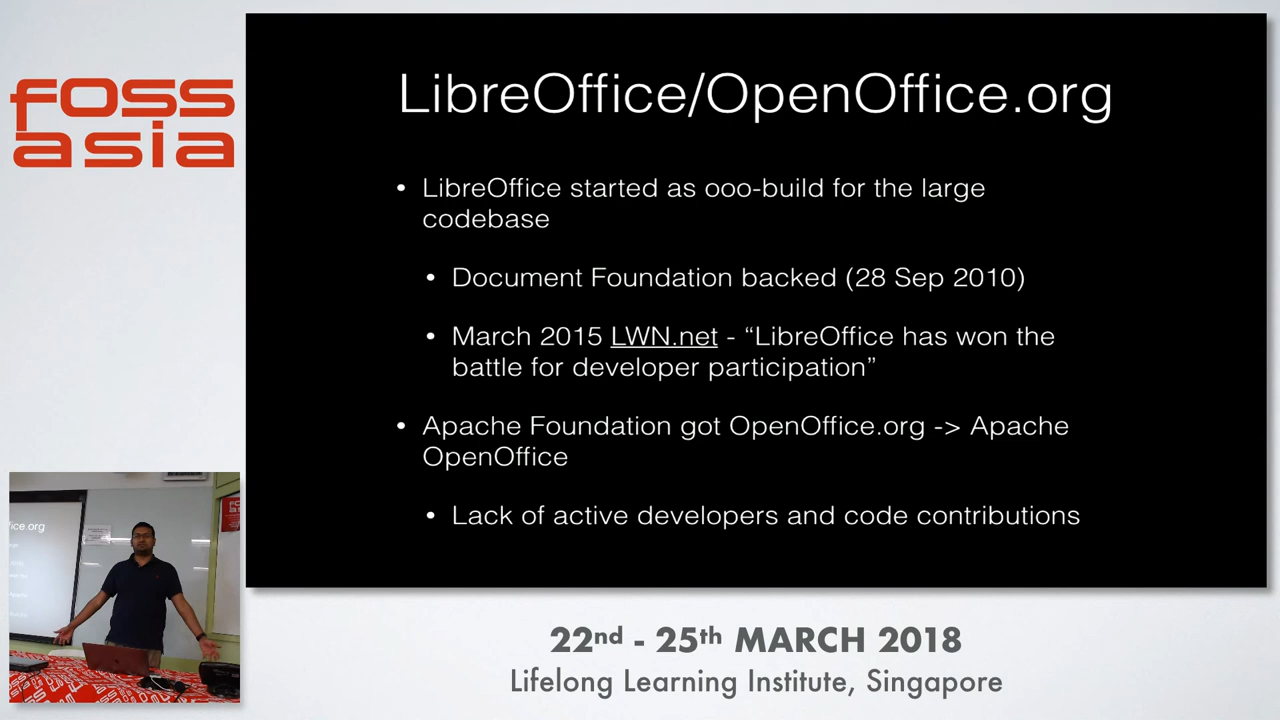 foss
asia
LibreOffice/OpenOffice.org
• LibreOffice started as ooo-build for the large
codebase
• Document Foundation backed (28 Sep 2010)
• March 2015 LWN.net - “LibreOffice has won the
battle for developer participation”
• Apache Foundation got OpenOffice.org -> Apache
OpenOffice
• Lack of active developers and code contributions
fice.org
22nd - 25th MARCH 2018
Lifelong Learning Institute, Singapore